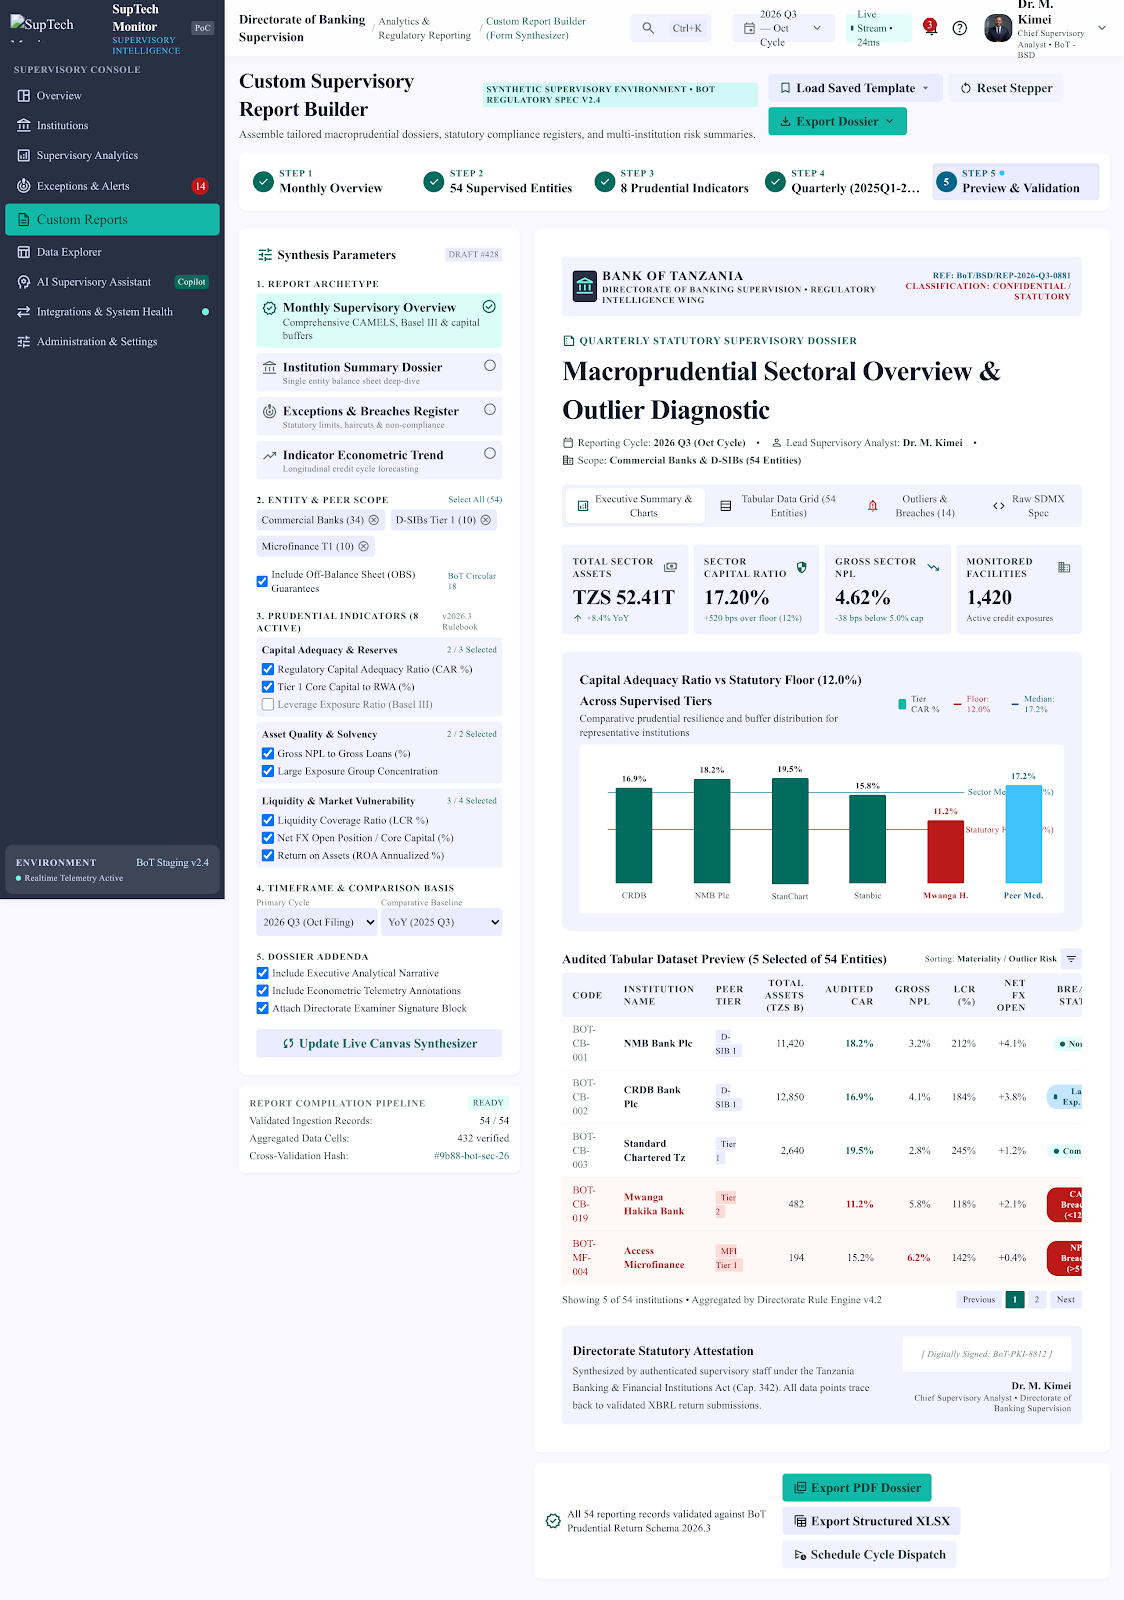 SupTech
SupTech Monitor
SUPERVISORY INTELLIGENCE
PoC
SUPERVISORY CONSOLE
Overview
Institutions
Supervisory Analytics
Exceptions & Alerts
14
Custom Reports
Data Explorer
AI Supervisory Assistant
Copilot
Integrations & System Health
Administration & Settings
ENVIRONMENT
BoT Staging v2.4
Realtime Telemetry Active
Directorate of Banking Supervision
/
Analytics & Regulatory Reporting
/
Custom Report Builder (Form Synthesizer)
Ctrl+K
2026 Q3 — Oct Cycle
Live Stream • 24ms
3
Dr. M. Kimei
Chief Supervisory Analyst • BoT - BSD
Custom Supervisory Report Builder
SYNTHETIC SUPERVISORY ENVIRONMENT • BOT REGULATORY SPEC V2.4
Assemble tailored macroprudential dossiers, statutory compliance registers, and multi-institution risk summaries.
Load Saved Template
Reset Stepper
Export Dossier
STEP 1
Monthly Overview
STEP 2
54 Supervised Entities
STEP 3
8 Prudential Indicators
STEP 4
Quarterly (2025Q1-2…
5
STEP 5
Preview & Validation
Synthesis Parameters
DRAFT #428
1. REPORT ARCHETYPE
Monthly Supervisory Overview
Comprehensive CAMELS, Basel III & capital buffers
Institution Summary Dossier
Single entity balance sheet deep-dive
Exceptions & Breaches Register
Statutory limits, haircuts & non-compliance
Indicator Econometric Trend
Longitudinal credit cycle forecasting
2. ENTITY & PEER SCOPE
Select All (54)
Commercial Banks (34)
D-SIBs Tier 1 (10)
Microfinance T1 (10)
Include Off-Balance Sheet (OBS) Guarantees
BoT Circular 18
3. PRUDENTIAL INDICATORS (8 ACTIVE)
v2026.3 Rulebook
Capital Adequacy & Reserves
2 / 3 Selected
Regulatory Capital Adequacy Ratio (CAR %)
Tier 1 Core Capital to RWA (%)
Leverage Exposure Ratio (Basel III)
Asset Quality & Solvency
2 / 2 Selected
Gross NPL to Gross Loans (%)
Large Exposure Group Concentration
Liquidity & Market Vulnerability
3 / 4 Selected
Liquidity Coverage Ratio (LCR %)
Net FX Open Position / Core Capital (%)
Return on Assets (ROA Annualized %)
4. TIMEFRAME & COMPARISON BASIS
Primary Cycle
Comparative Baseline
2026 Q3 (Oct Filing)
YoY (2025 Q3)
5. DOSSIER ADDENDA
Include Executive Analytical Narrative
Include Econometric Telemetry Annotations
Attach Directorate Examiner Signature Block
Update Live Canvas Synthesizer
REPORT COMPILATION PIPELINE
READY
Validated Ingestion Records:
54 / 54
Aggregated Data Cells:
432 verified
Cross-Validation Hash:
#9b88-bot-sec-26
BANK OF TANZANIA
DIRECTORATE OF BANKING SUPERVISION • REGULATORY INTELLIGENCE WING
REF: BoT/BSD/REP-2026-Q3-0881
CLASSIFICATION: CONFIDENTIAL / STATUTORY
QUARTERLY STATUTORY SUPERVISORY DOSSIER
Macroprudential Sectoral Overview &
Outlier Diagnostic
Reporting Cycle: 2026 Q3 (Oct Cycle) • Lead Supervisory Analyst: Dr. M. Kimei •
Scope: Commercial Banks & D-SIBs (54 Entities)
Executive Summary & Charts
Tabular Data Grid (54 Entities)
Outliers & Breaches (14)
Raw SDMX Spec
TOTAL SECTOR ASSETS
TZS 52.41T
+8.4% YoY
SECTOR CAPITAL RATIO
17.20%
+520 bps over floor (12%)
GROSS SECTOR NPL
4.62%
-38 bps below 5.0% cap
MONITORED FACILITIES
1,420
Active credit exposures
Capital Adequacy Ratio vs Statutory Floor (12.0%)
Across Supervised Tiers
Comparative prudential resilience and buffer distribution for representative institutions
Tier CAR %
Floor: 12.0%
Median: 17.2%
16.9%
18.2%
19.5%
15.8%
11.2%
17.2%
Sector Me %)
Statutory F %)
CRDB
NMB Plc
StanChart
Stanbic
Mwanga H.
Peer Med.
Audited Tabular Dataset Preview (5 Selected of 54 Entities)
Sorting: Materiality / Outlier Risk
CODE INSTITUTION NAME PEER TIER TOTAL ASSETS (TZS B) AUDITED CAR GROSS NPL LCR (%) NET FX OPEN BREA STAT
BOT-CB-001 NMB Bank Plc D-SIB 1 11,420 18.2% 3.2% 212% +4.1% Nor
BOT-CB-002 CRDB Bank Plc D-SIB 1 12,850 16.9% 4.1% 184% +3.8% La Exp.
BOT-CB-003 Standard Chartered Tz Tier 1 2,640 19.5% 2.8% 245% +1.2% Com
BOT-CB-019 Mwanga Hakika Bank Tier 2 482 11.2% 5.8% 118% +2.1% CA Breac (<12
BOT-MF-004 Access Microfinance MFI Tier 1 194 15.2% 6.2% 142% +0.4% NP Breac (>5%
Showing 5 of 54 institutions • Aggregated by Directorate Rule Engine v4.2
Previous
1
2
Next
Directorate Statutory Attestation
Synthesized by authenticated supervisory staff under the Tanzania
Banking & Financial Institutions Act (Cap. 342). All data points trace
back to validated XBRL return submissions.
[ Digitally Signed: BoT-PKI-8812 ]
Dr. M. Kimei
Chief Supervisory Analyst • Directorate of Banking Supervision
All 54 reporting records validated against BoT Prudential Return Schema 2026.3
Export PDF Dossier
Export Structured XLSX
Schedule Cycle Dispatch